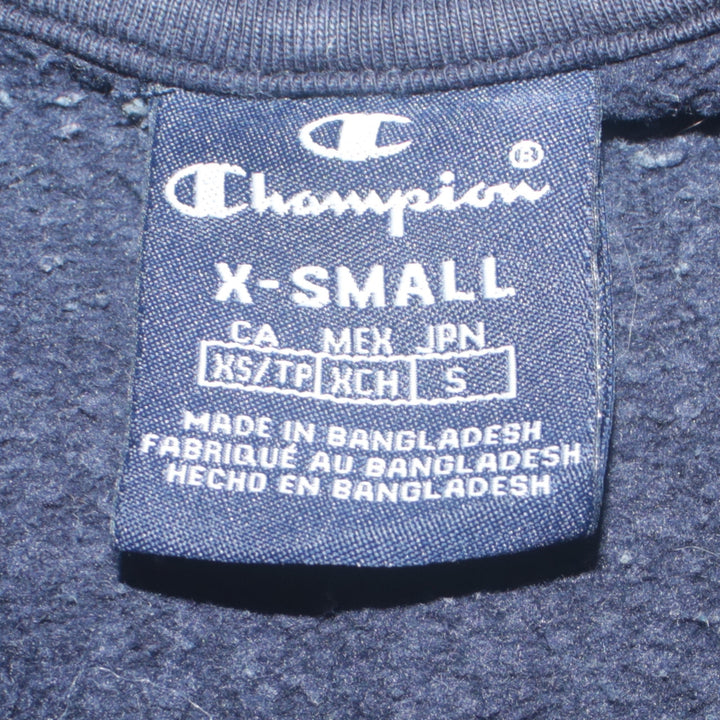 Champion®
X-SMALL
CA MEX JPN
XS/TP XCH S
MADE IN BANGLADESH
FABRIQUÉ AU BANGLADESH
HECHO EN BANGLADESH